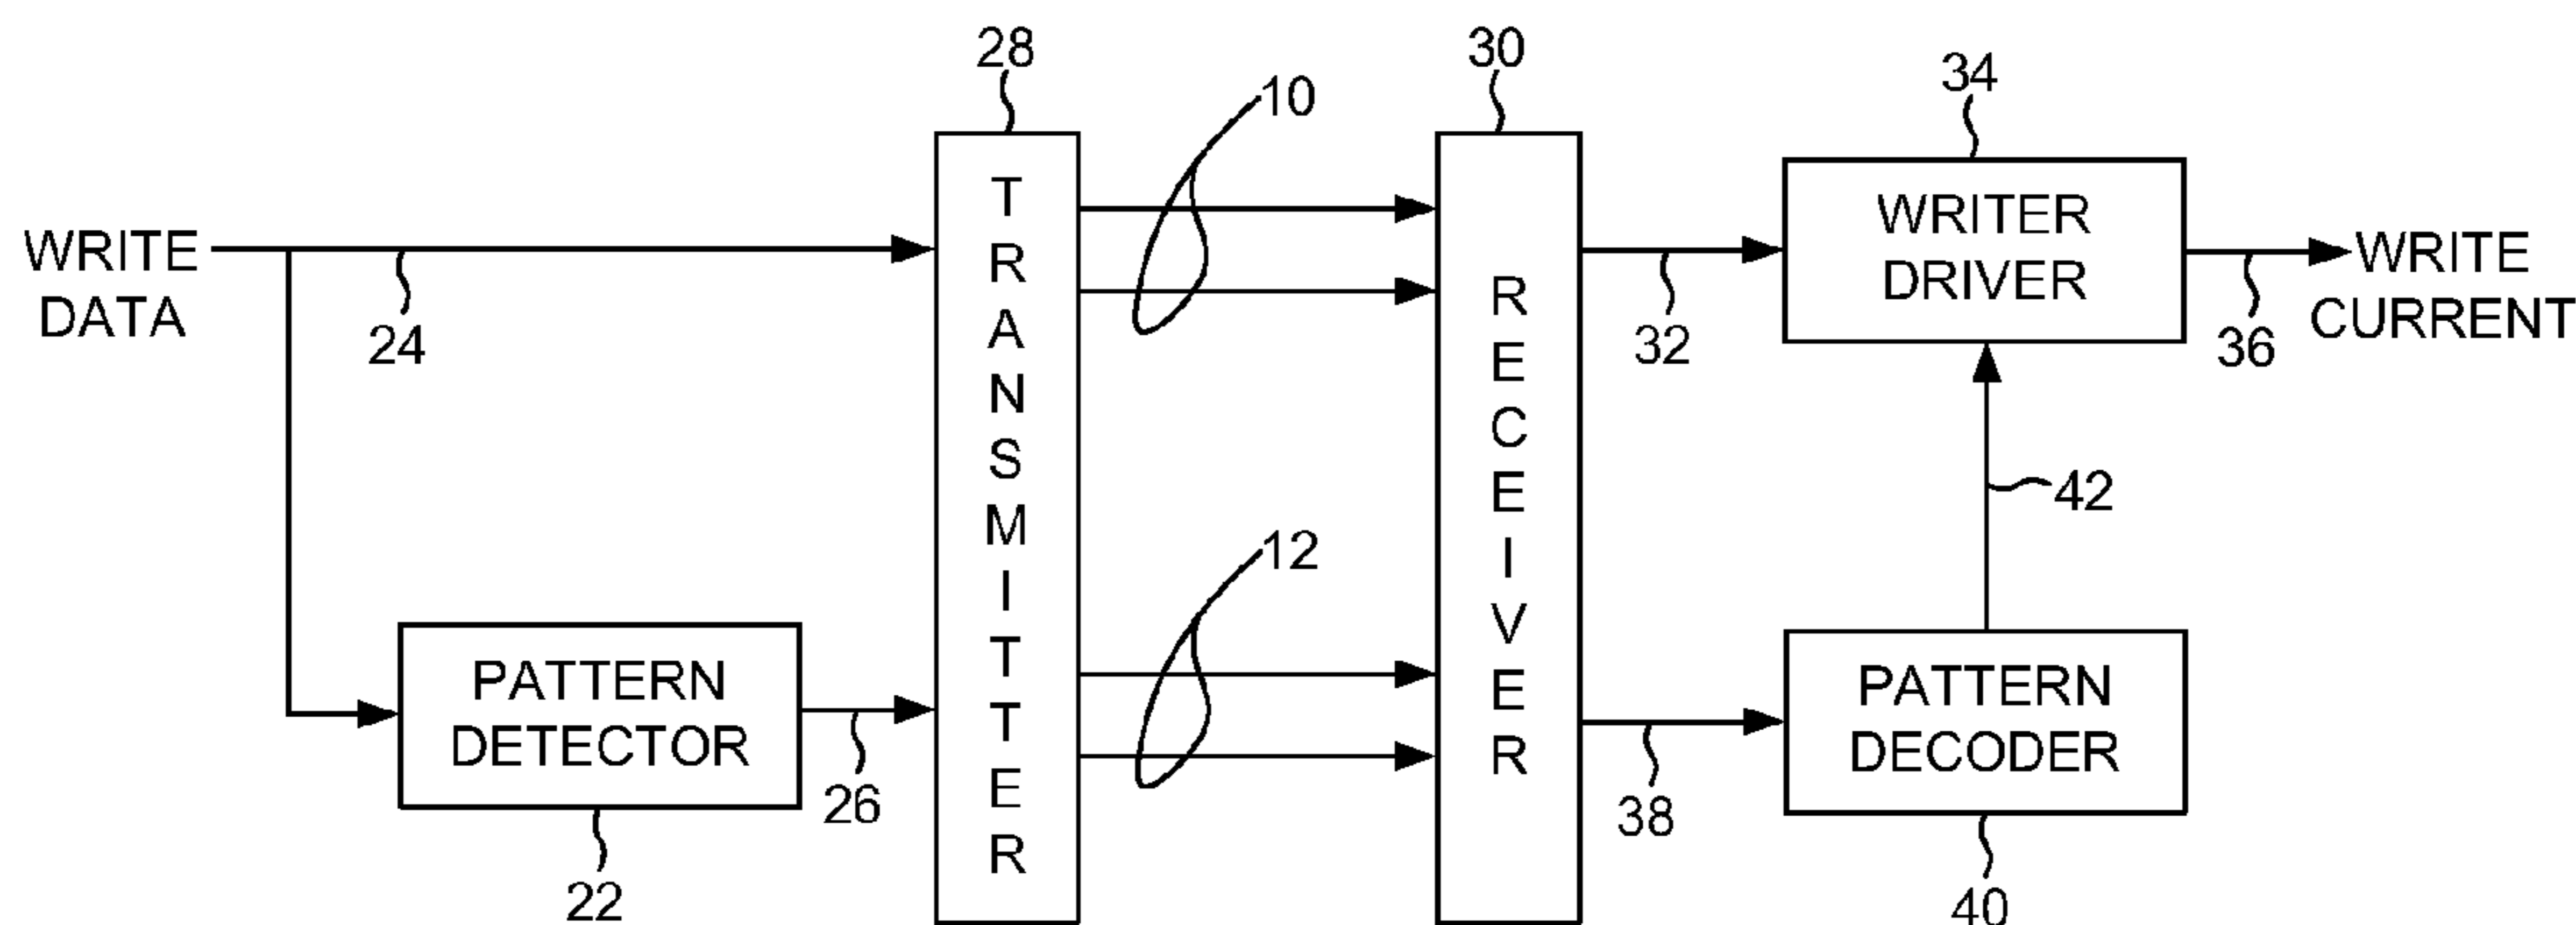 28
30
34
10
WRITE
DATA
24
TRANSMITTER
RECEIVER
32
WRITER
DRIVER
36
WRITE
CURRENT
42
12
PATTERN
DETECTOR
22
26
38
PATTERN
DECODER
40